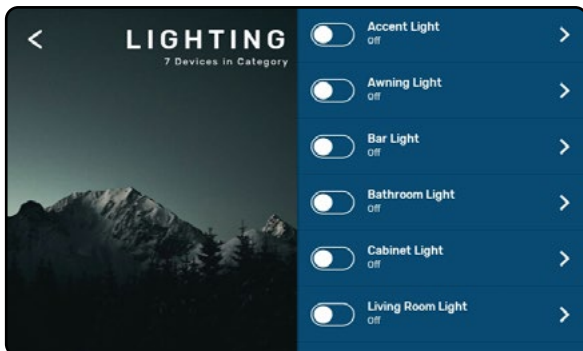 LIGHTING
7 Devices in Category
Accent Light
Off
Awning Light
Off
Bar Light
Off
Bathroom Light
Off
Cabinet Light
Off
Living Room Light
Off